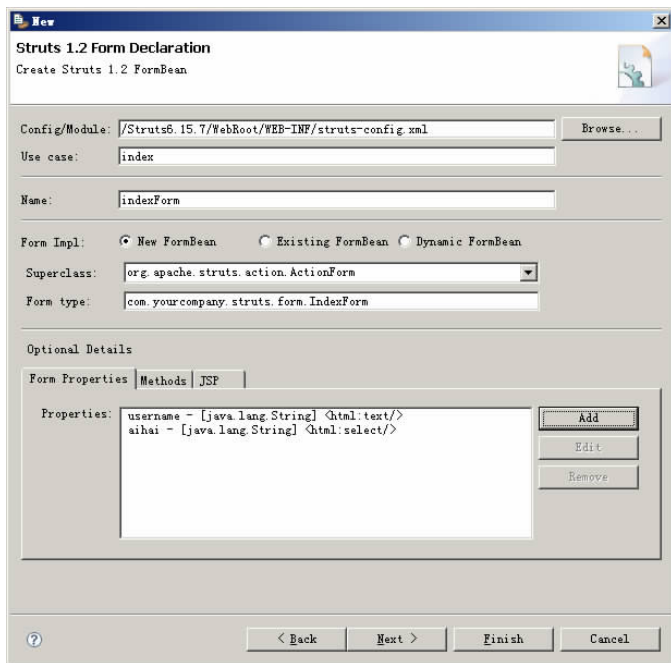 New
Struts 1.2 Form Declaration
Create Struts 1.2 FormBean
Config/Module: /Struts6.15.7/WebRoot/WEB-INF/struts-config.xml Browse...
Use case: index
Name: indexForm
Form Impl: New FormBean Existing FormBean Dynamic FormBean
Superclass: org.apache.struts.action.ActionForm
Form type: com.yourcompany.struts.form.IndexForm
Optional Details
Form Properties Methods JSP
Properties: username - [java.lang.String] <html:text/> Add
aihai - [java.lang.String] <html:select/>
Edit
Remove
? < Back Next > Finish Cancel